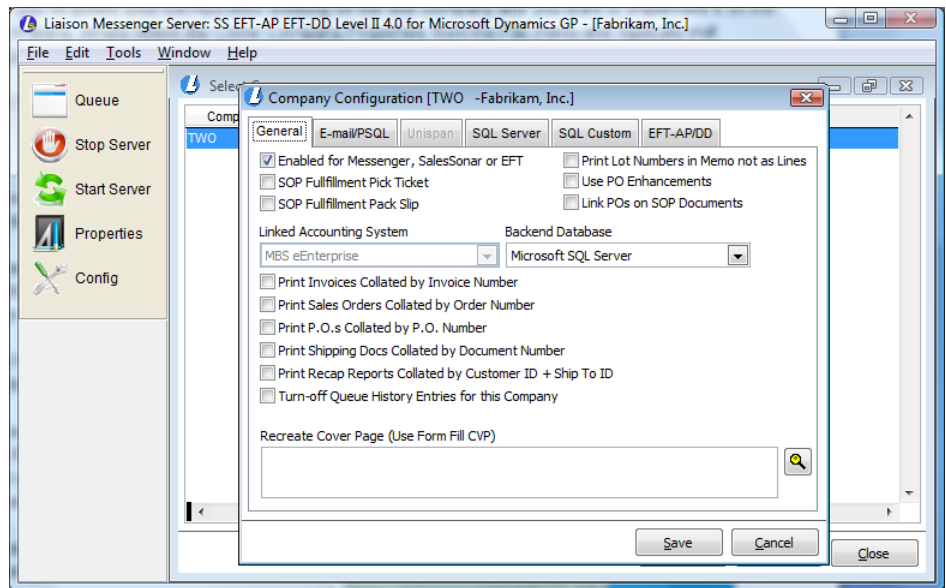 Liaison Messenger Server: SS EFT-AP EFT-DD Level II 4.0 for Microsoft Dynamics GP - [Fabrikam, Inc.]
File Edit Tools Window Help
Queue
Stop Server
Start Server
Properties
Config
Selec
Comp
TWO
Company Configuration [TWO -Fabrikam, Inc.]
General E-mail/PSQL Unispan SQL Server SQL Custom EFT-AP/DD
Enabled for Messenger, SalesSonar or EFT Print Lot Numbers in Memo not as Lines
SOP Fullfillment Pick Ticket Use PO Enhancements
SOP Fullfillment Pack Slip Link POs on SOP Documents
Linked Accounting System Backend Database
MBS eEnterprise Microsoft SQL Server
Print Invoices Collated by Invoice Number
Print Sales Orders Collated by Order Number
Print P.O.s Collated by P.O. Number
Print Shipping Docs Collated by Document Number
Print Recap Reports Collated by Customer ID + Ship To ID
Turn-off Queue History Entries for this Company
Recreate Cover Page (Use Form Fill CVP)
Save Cancel
Close